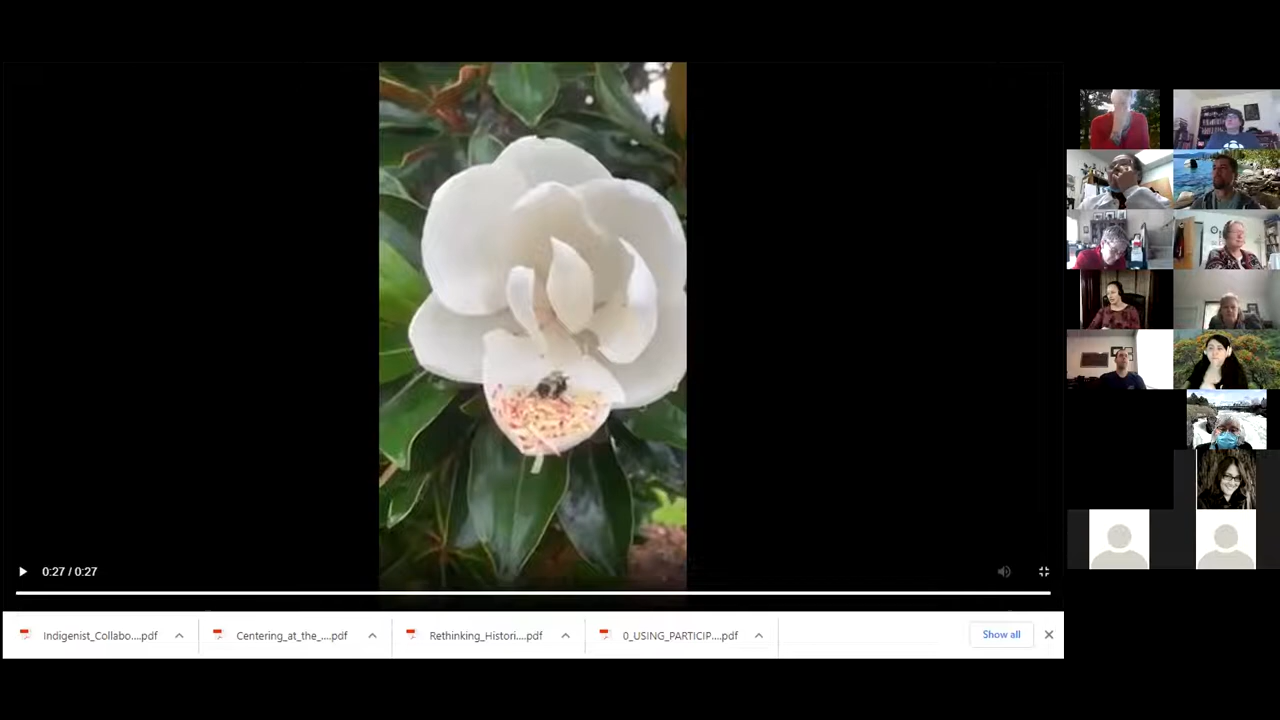 0:27 / 0:27
Indigenist_Collabo....pdf
Centering_at_the_....pdf
Rethinking_Histori....pdf
0_USING_PARTICIP....pdf
Show all